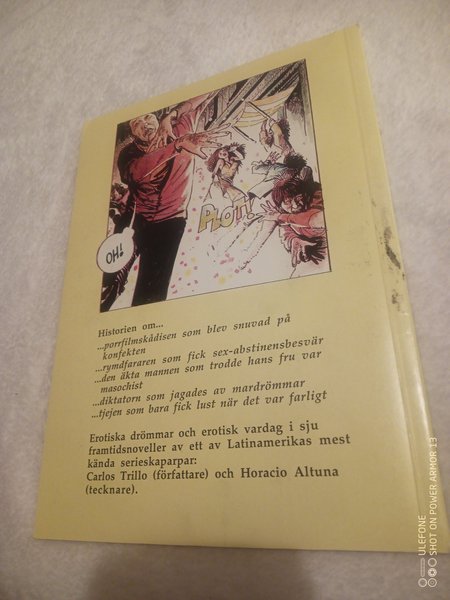 PLOT!
OH!
Historien om...
...porrfilmskådisen som blev snuvad på
konfekten
...rymdfararen som fick sex-abstinensbesvär
...den äkta mannen som trodde hans fru var
masochist
...diktatorn som jagades av mardrömmar
...tjejen som bara fick lust när det var farligt
Erotiska drömmar och erotisk vardag i sju
framtidsnoveller av ett av Latinamerikas mest
kända serieskaparpar:
Carlos Trillo (författare) och Horacio Altuna
(tecknare).
ULEFONE
SHOT ON POWER ARMOR 13